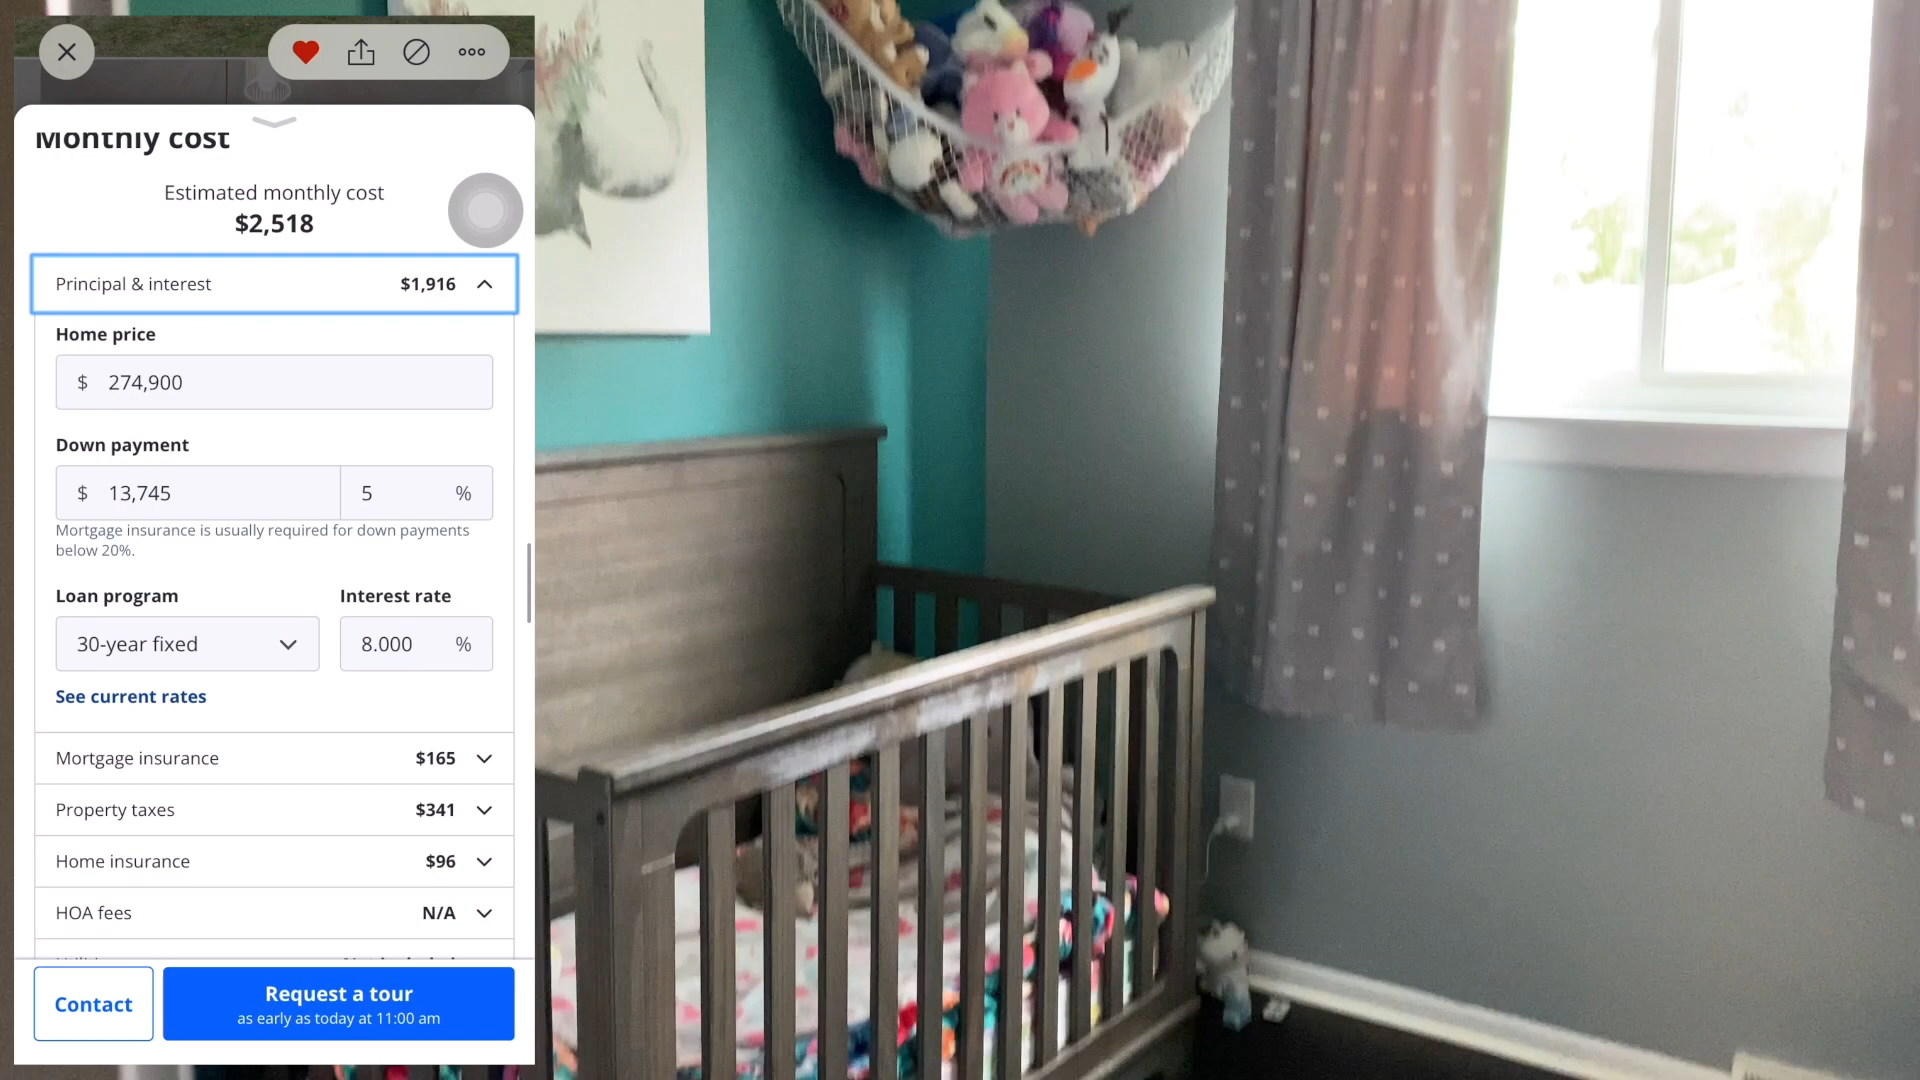 Monthly cost
Estimated monthly cost
$2,518
Principal & interest $1,916
Home price
$ 274,900
Down payment
$ 13,745 5 %
Mortgage insurance is usually required for down payments
below 20%.
Loan program Interest rate
30-year fixed 8.000 %
See current rates
Mortgage insurance $165
Property taxes $341
Home insurance $96
HOA fees N/A
Contact
Request a tour
as early as today at 11:00 am